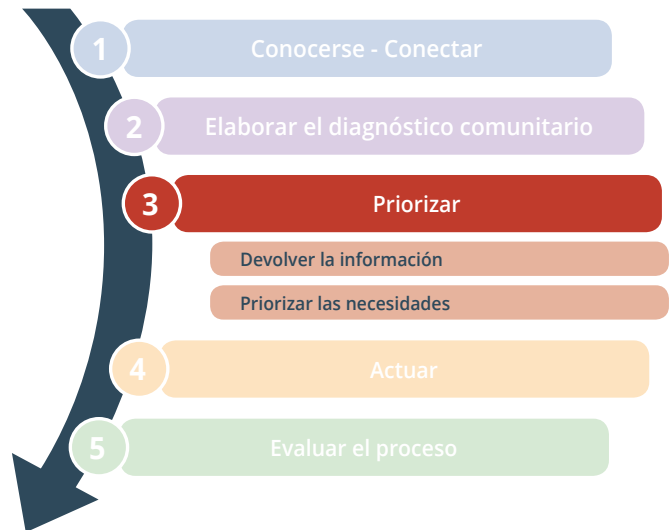 1 Conocerse - Conectar
2 Elaborar el diagnóstico comunitario
3 Priorizar
Devolver la información
Priorizar las necesidades
4 Actuar
5 Evaluar el proceso